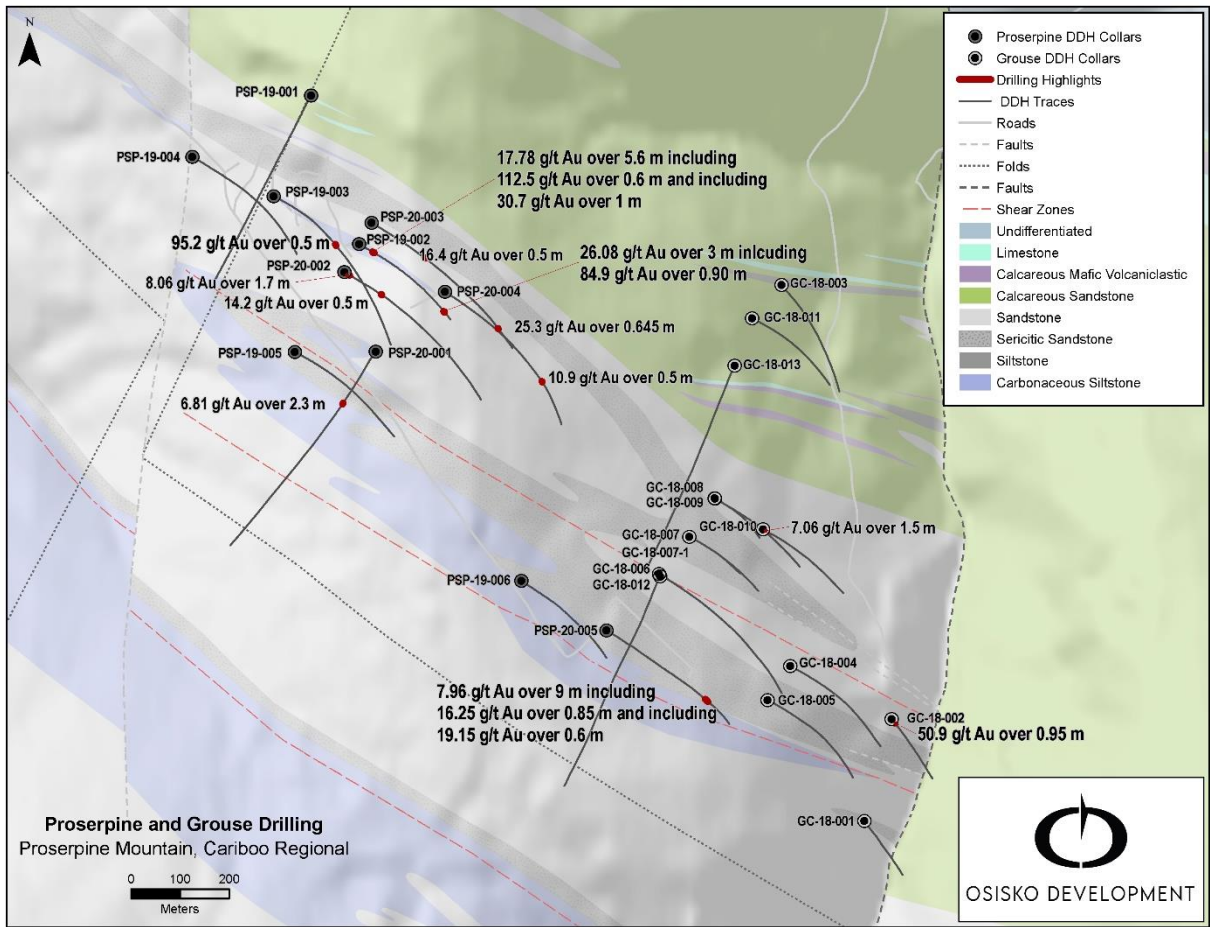 N
PSP-19-001
PSP-19-004
PSP-19-003
17.78 g/t Au over 5.6 m including
112.5 g/t Au over 0.6 m and including
30.7 g/t Au over 1 m
PSP-20-003
PSP-19-002
95.2 g/t Au over 0.5 m
16.4 g/t Au over 0.5 m
26.08 g/t Au over 3 m inlcuding
84.9 g/t Au over 0.90 m
PSP-20-002
8.06 g/t Au over 1.7 m
14.2 g/t Au over 0.5 m
PSP-20-004
25.3 g/t Au over 0.645 m
PSP-19-005
PSP-20-001
10.9 g/t Au over 0.5 m
6.81 g/t Au over 2.3 m
GC-18-003
GC-18-011
GC-18-013
GC-18-008
GC-18-009
GC-18-010
7.06 g/t Au over 1.5 m
GC-18-007
GC-18-007-1
GC-18-006
GC-18-012
PSP-19-006
PSP-20-005
GC-18-004
GC-18-005
GC-18-002
50.9 g/t Au over 0.95 m
7.96 g/t Au over 9 m including
16.25 g/t Au over 0.85 m and including
19.15 g/t Au over 0.6 m
GC-18-001
Proserpine DDH Collars
Grouse DDH Collars
Drilling Highlights
DDH Traces
Roads
Faults
Folds
Faults
Shear Zones
Undifferentiated
Limestone
Calcareous Mafic Volcaniclastic
Calcareous Sandstone
Sandstone
Sericitic Sandstone
Siltstone
Carbonaceous Siltstone
Proserpine and Grouse Drilling
Proserpine Mountain, Cariboo Regional
0 100 200
Meters
OSISKO DEVELOPMENT